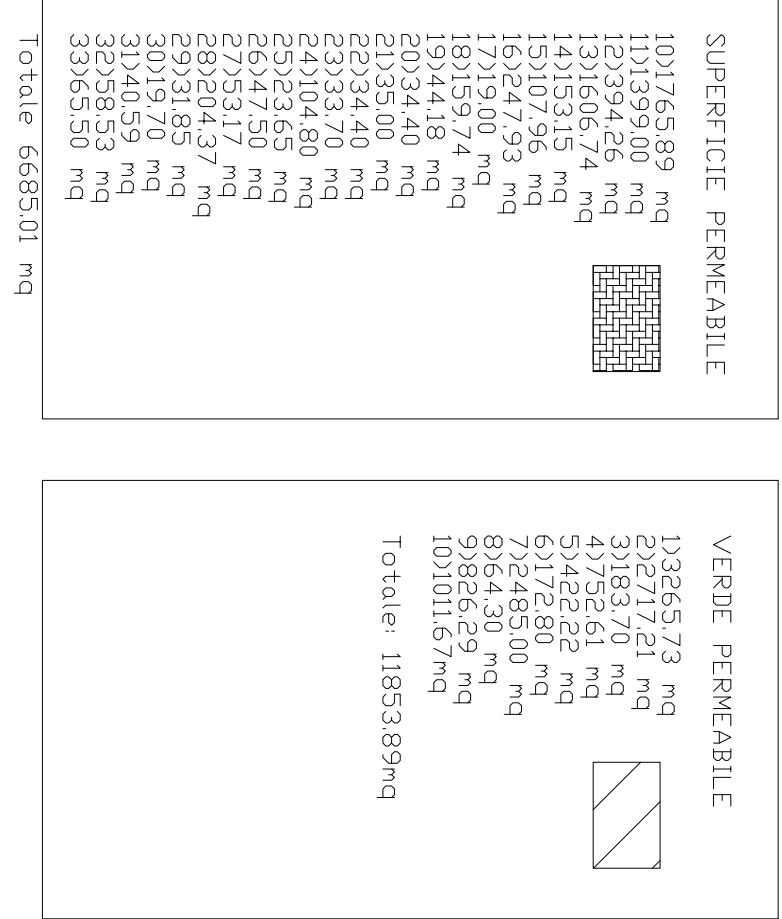 SUPERFICIE PERMEABILE
10)1765,89 mq
11)1399,00 mq
12)394,26 mq
13)1606,74 mq
14)153,15 mq
15)107,96 mq
16)247,93 mq
17)19,00 mq
18)159,74 mq
19)44,18 mq
20)34,40 mq
21)35,00 mq
22)34,40 mq
23)33,70 mq
24)104,80 mq
25)23,65 mq
26)47,50 mq
27)53,17 mq
28)204,37 mq
29)31,85 mq
30)19,70 mq
31)40,59 mq
32)58,53 mq
33)65,50 mq
Totale 6685,01 mq
VERDE PERMEABILE
1)3265,73 mq
2)2717,21 mq
3)183,70 mq
4)752,61 mq
5)422,22 mq
6)172,80 mq
7)2485,00 mq
8)64,30 mq
9)826,29 mq
10)1011,67mq
Totale: 11853,89mq